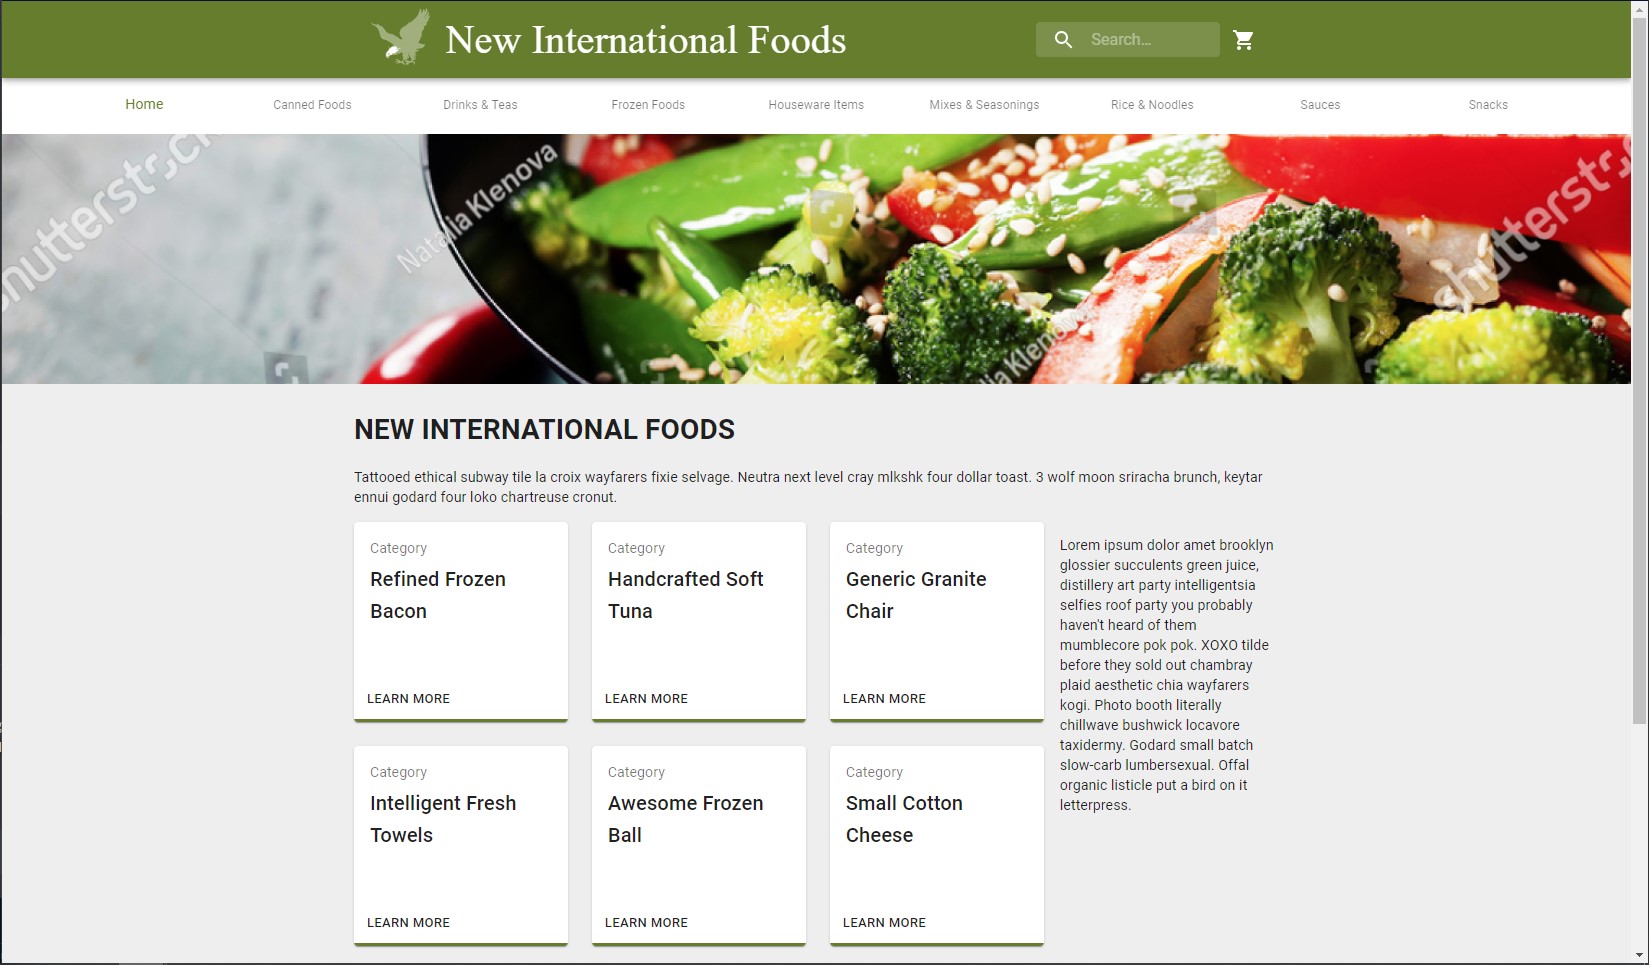 New International Foods
Search...
Home
Canned Foods
Drinks & Teas
Frozen Foods
Houseware Items
Mixes & Seasonings
Rice & Noodles
Sauces
Snacks
shutterst
Natalia Klenova
shutterst
Klenova
NEW INTERNATIONAL FOODS
Tattooed ethical subway tile la croix wayfarers fixie selvage. Neutra next level cray mlkshk four dollar toast. 3 wolf moon sriracha brunch, keytar
ennui godard four loko chartreuse cronut.
Category
Refined Frozen
Bacon
LEARN MORE
Category
Handcrafted Soft
Tuna
LEARN MORE
Category
Generic Granite
Chair
LEARN MORE
Lorem ipsum dolor amet brooklyn
glossier succulents green juice,
distillery art party intelligentsia
selfies roof party you probably
haven't heard of them
mumblecore pok pok. XOXO tilde
before they sold out chambray
plaid aesthetic chia wayfarers
kogi. Photo booth literally
chillwave bushwick locavore
taxidermy. Godard small batch
slow-carb lumbersexual. Offal
organic listicle put a bird on it
letterpress.
Category
Intelligent Fresh
Towels
LEARN MORE
Category
Awesome Frozen
Ball
LEARN MORE
Category
Small Cotton
Cheese
LEARN MORE